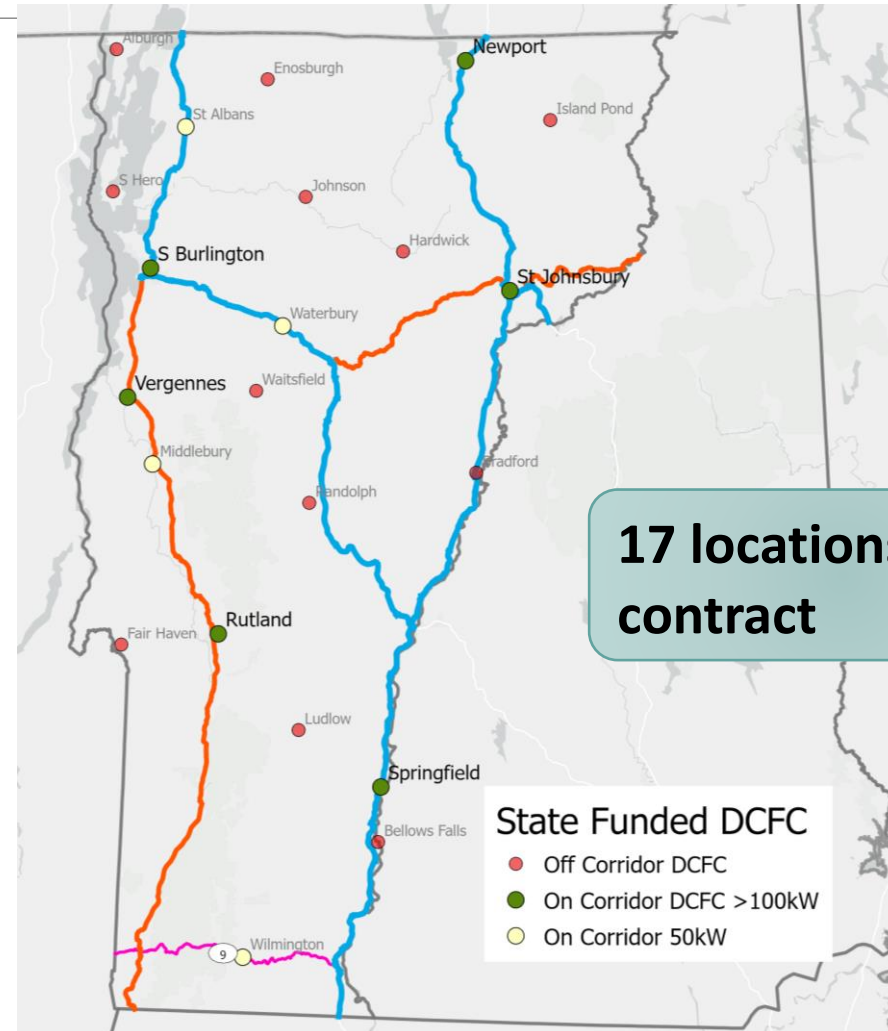 Alburgh
Newport
Enosburgh
Island Pond
St Albans
S Hero
Johnson
Hardwick
S Burlington
St Johnsbury
Waterbury
Vergennes
Waitsfield
Middlebury
Bradford
Randolph
17 locations
contract
Rutland
Fair Haven
Ludlow
Springfield
State Funded DCFC
Bellows Falls
Off Corridor DCFC
On Corridor DCFC >100kW
On Corridor 50kW
Wilmington
9